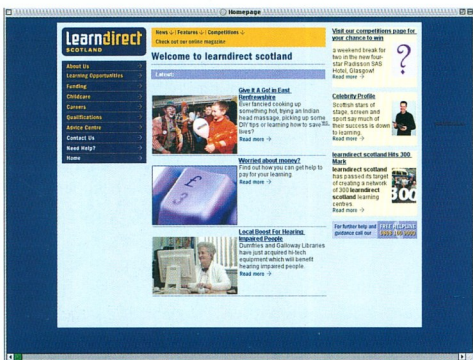 Homepage
learndirect
SCOTLAND
News ↓ | Features ↓ | Competitions ↓
Check out our online magazine
Welcome to learndirect scotland
Latest:
About Us
Learning Opportunities
Funding
Childcare
Careers
Qualifications
Advice Centre
Contact Us
Need Help?
Home
Give It A Go! in East
Renfrewshire
Ever fancied cooking up
something hot, trying an Indian
head massage, picking up some
DIY tips or learning how to save
lives?
Read more →
£
3
Worried about money?
Find out how you can get help to
pay for your learning.
Read more →
Local Boost For Hearing
Impaired People
Dumfries and Galloway Libraries
have just acquired hi-tech
equipment which will benefit
hearing impaired people.
Read more →
Visit our competitions page for
your chance to win
a weekend break for
two in the new four-
star Radisson SAS
Hotel, Glasgow!
Read more →
?
Celebrity Profile
Scottish stars of
stage, screen and
sport say much of
their success is down
to learning.
Read more →
learndirect scotland Hits 300
Mark
learndirect scotland
has passed its target
of creating a network
of 300 learndirect
scotland learning
centres.
Read more →
300
For further help and
guidance call our
FREE HELPLINE